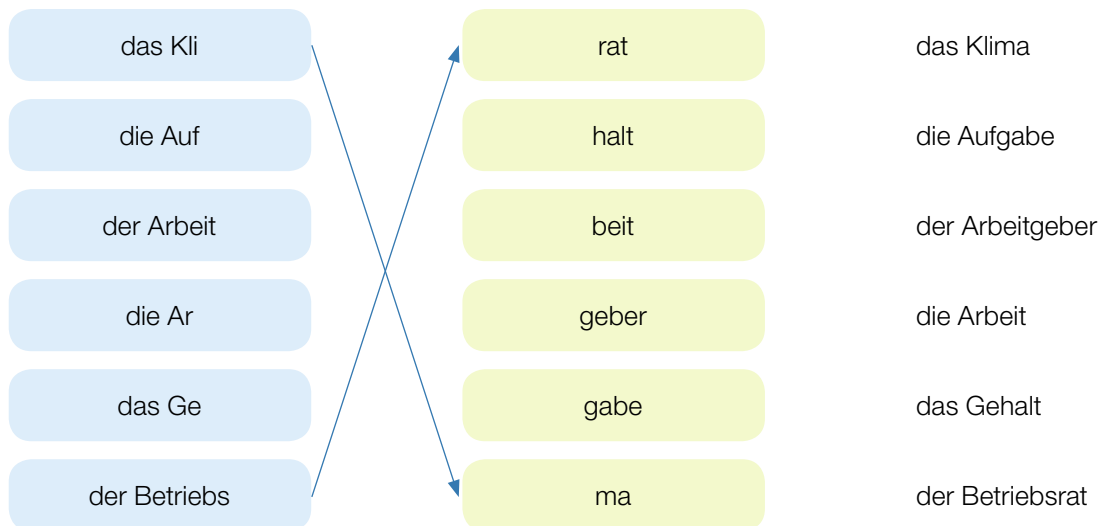 das Kli rat das Klima
die Auf halt die Aufgabe
der Arbeit beit der Arbeitgeber
die Ar geber die Arbeit
das Ge gabe das Gehalt
der Betriebs ma der Betriebsrat